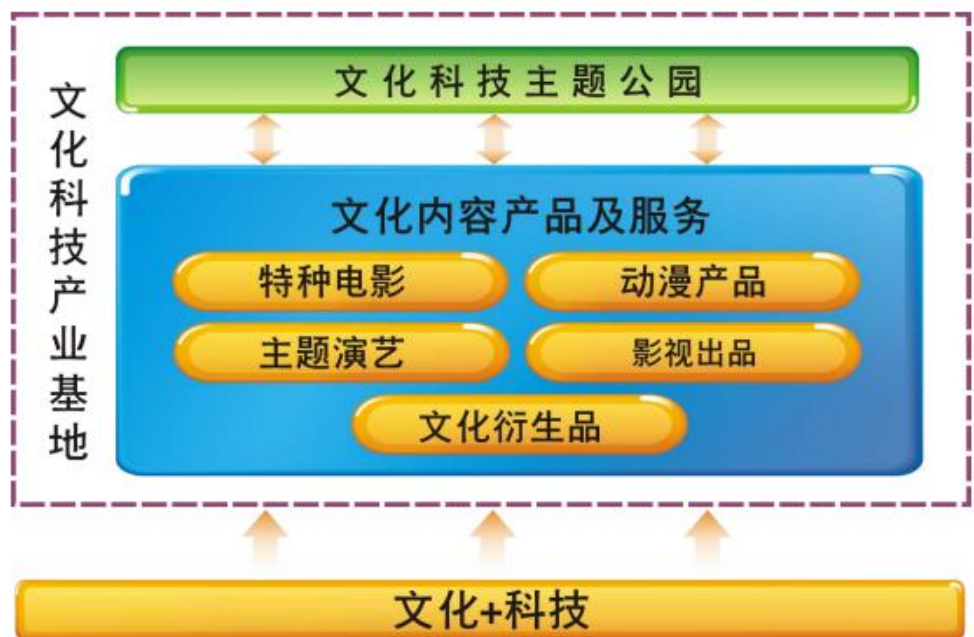 文化科技产业基地
文化科技主题公园
文化内容产品及服务
特种电影
动漫产品
主题演艺
影视出品
文化衍生品
文化+科技